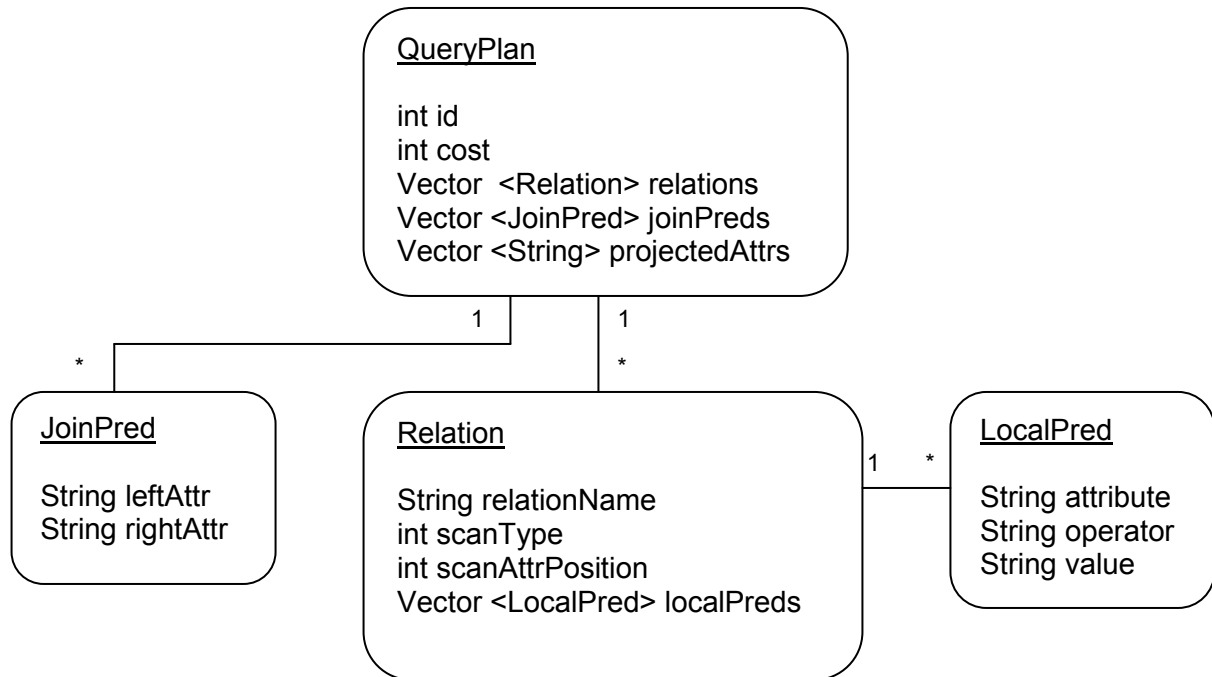 QueryPlan
int id
int cost
Vector <Relation> relations
Vector <JoinPred> joinPreds
Vector <String> projectedAttrs
1
1
*
*
JoinPred
String leftAttr
String rightAttr
Relation
String relationName
int scanType
int scanAttrPosition
Vector <LocalPred> localPreds
1
*
LocalPred
String attribute
String operator
String value